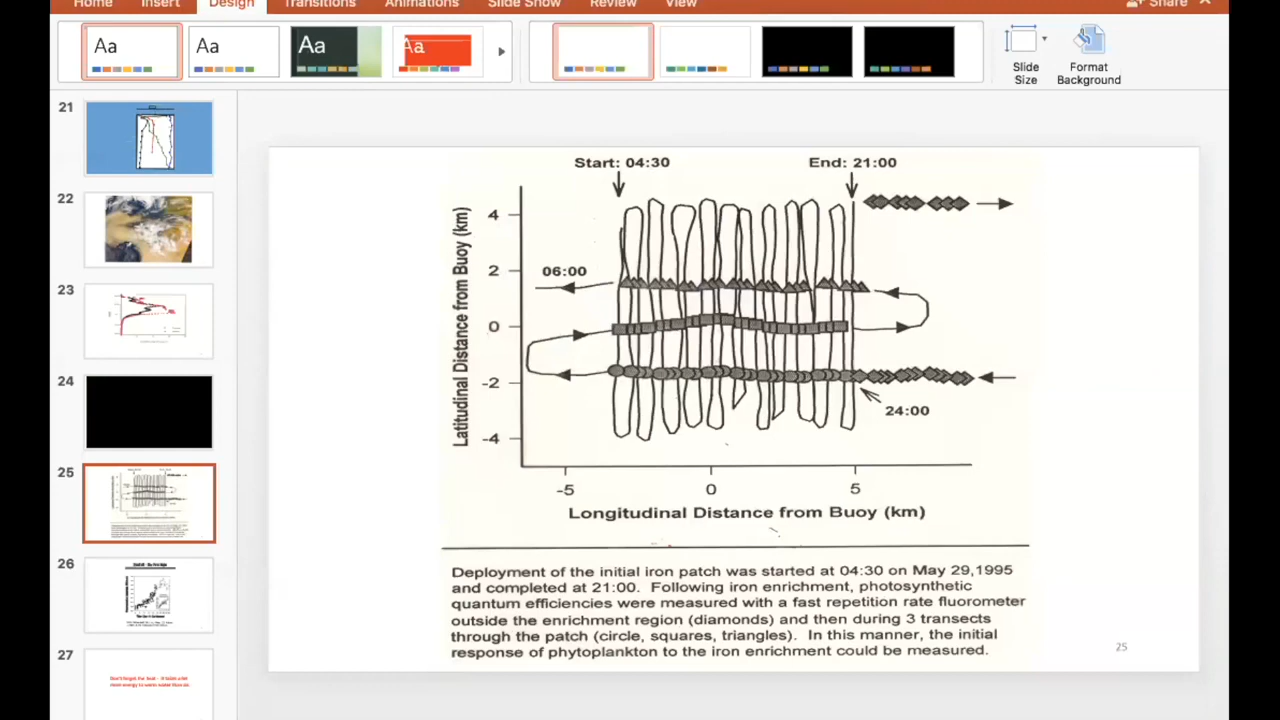 Home Insert Design Transitions Animations Slide Show Review View Share
Aa Aa Aa Aa
Slide Size
Format Background
21
22
23
24
25
26
27
Start: 04:30
End: 21:00
Latitudinal Distance from Buoy (km)
4
2
0
-2
-4
06:00
24:00
-5 0 5
Longitudinal Distance from Buoy (km)
Deployment of the initial iron patch was started at 04:30 on May 29,1995
and completed at 21:00. Following iron enrichment, photosynthetic
quantum efficiencies were measured with a fast repetition rate fluorometer
outside the enrichment region (diamonds) and then during 3 transects
through the patch (circle, squares, triangles). In this manner, the initial
response of phytoplankton to the iron enrichment could be measured.
25